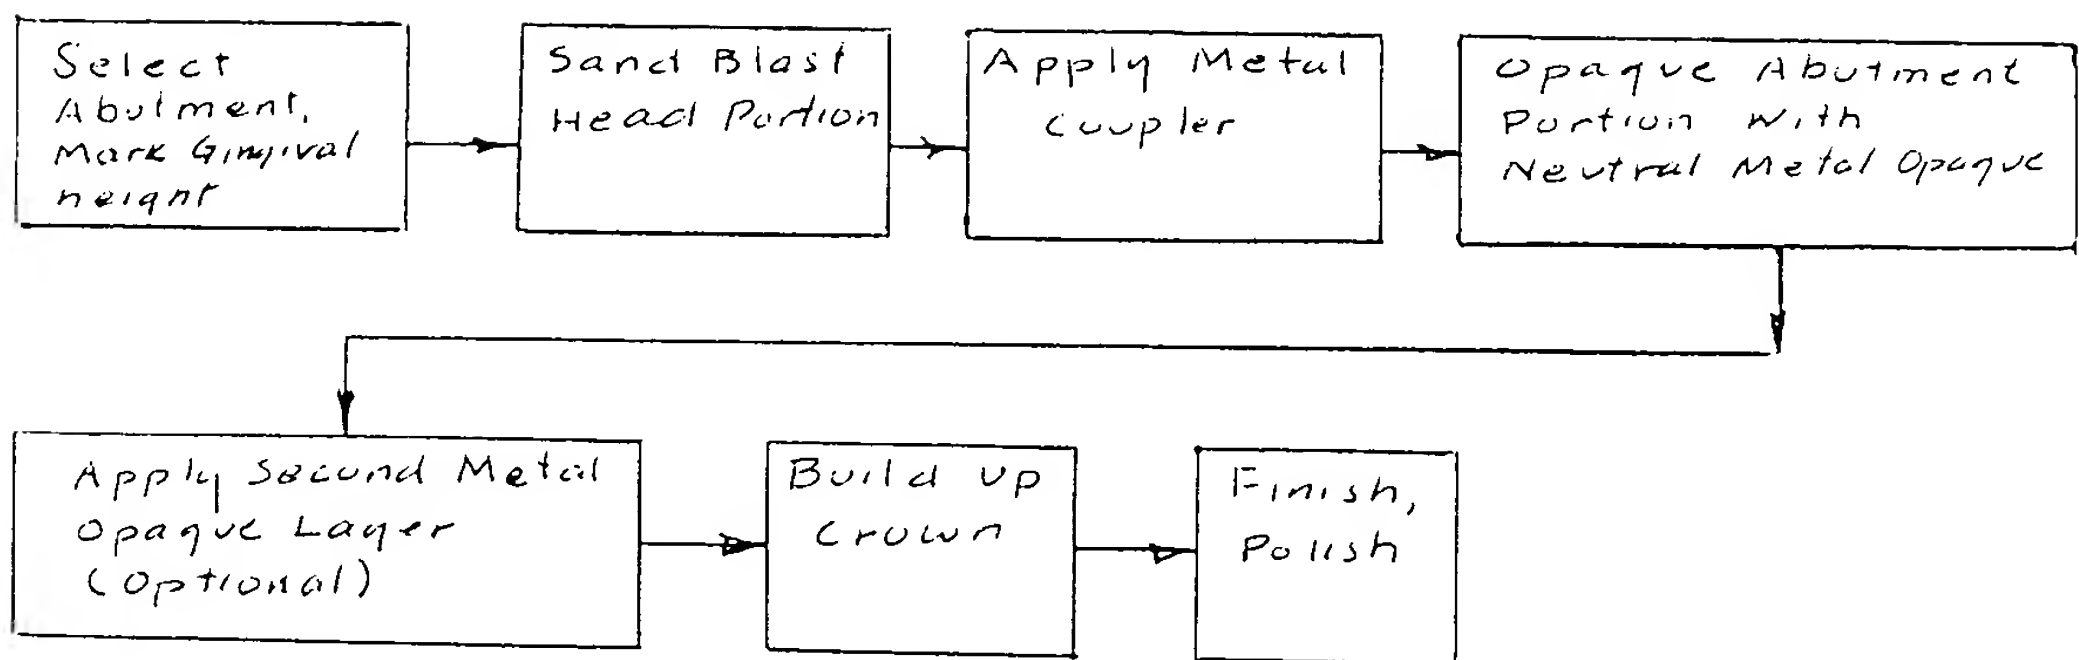 Select
Abutment,
Mark Gingival
height
Sand Blast
Head Portion
Apply Metal
Coupler
Opaque Abutment
Portion With
Neutral Metal Opaque
Apply Second Metal
Opaque Layer
(Optional)
Build up
Crown
Finish,
Polish